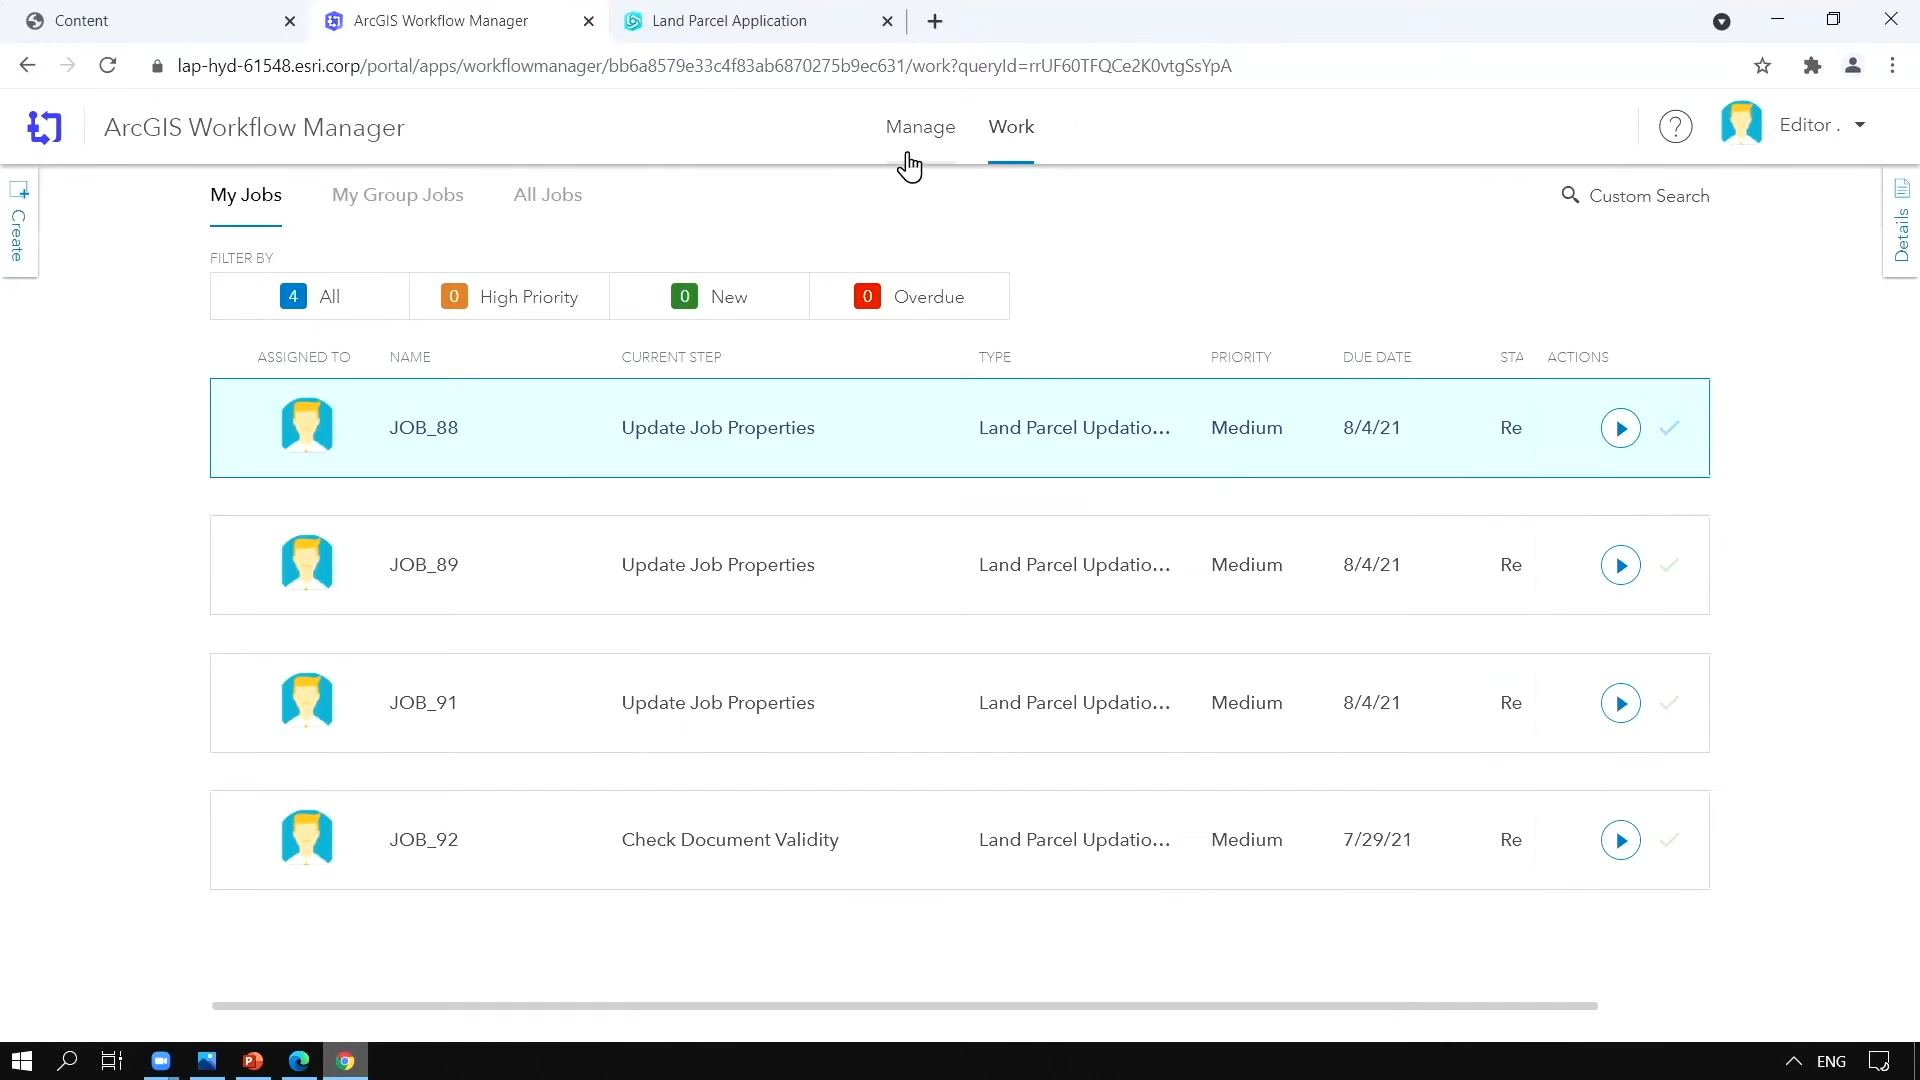 Content
ArcGIS Workflow Manager
Land Parcel Application
lap-hyd-61548.esri.corp/portal/apps/workflowmanager/bb6a8579e33c4f83ab6870275b9ec631/work?queryId=rrUF60TFQCe2K0vtgSsYpA
ArcGIS Workflow Manager
Manage
Work
?
Editor .
Create
Details
My Jobs
My Group Jobs
All Jobs
Custom Search
FILTER BY
4 All
0 High Priority
0 New
0 Overdue
ASSIGNED TO NAME CURRENT STEP TYPE PRIORITY DUE DATE STA ACTIONS
JOB_88 Update Job Properties Land Parcel Updatio... Medium 8/4/21 Re
JOB_89 Update Job Properties Land Parcel Updatio... Medium 8/4/21 Re
JOB_91 Update Job Properties Land Parcel Updatio... Medium 8/4/21 Re
JOB_92 Check Document Validity Land Parcel Updatio... Medium 7/29/21 Re
ENG